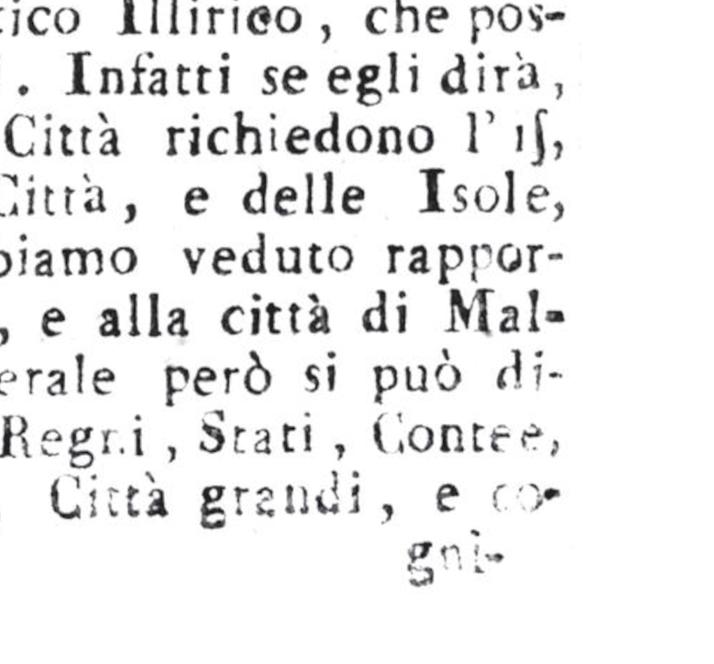 tico Illirico, che pos-
. Infatti se egli dirà,
Città richiedono l' ıſ,
Città, e delle Isole,
biamo veduto rappor-
, e alla città di Mal-
erale però si può di-
Regni, Stati, Contee,
Città grandi, e co-
gni-